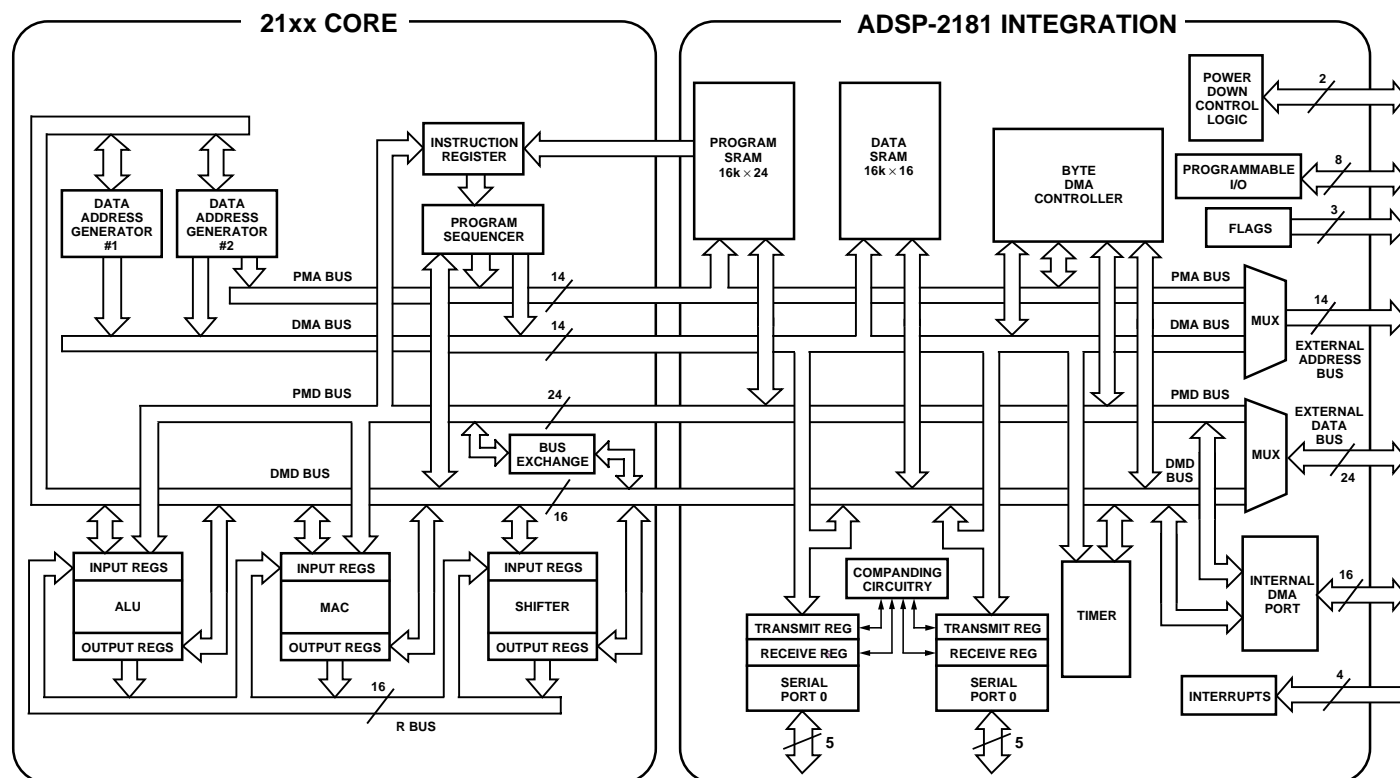 21xx CORE
ADSP-2181 INTEGRATION
INSTRUCTION
REGISTER
PROGRAM
SRAM
16k × 24
DATA
SRAM
16k × 16
BYTE
DMA
CONTROLLER
POWER
DOWN
CONTROL
LOGIC
2
PROGRAMMABLE
I/O
8
FLAGS
3
DATA
ADDRESS
GENERATOR
#1
DATA
ADDRESS
GENERATOR
#2
PROGRAM
SEQUENCER
PMA BUS
14
PMA BUS
DMA BUS
14
DMA BUS
MUX
14
EXTERNAL
ADDRESS
BUS
PMD BUS
24
PMD BUS
EXTERNAL
DATA
BUS
MUX
24
BUS
EXCHANGE
DMD BUS
16
DMD
BUS
INPUT REGS
ALU
OUTPUT REGS
INPUT REGS
MAC
OUTPUT REGS
INPUT REGS
SHIFTER
OUTPUT REGS
16
R BUS
COMPANDING
CIRCUITRY
TRANSMIT REG
RECEIVE REG
SERIAL
PORT 0
5
TRANSMIT REG
RECEIVE REG
SERIAL
PORT 0
5
TIMER
INTERNAL
DMA
PORT
16
INTERRUPTS
4